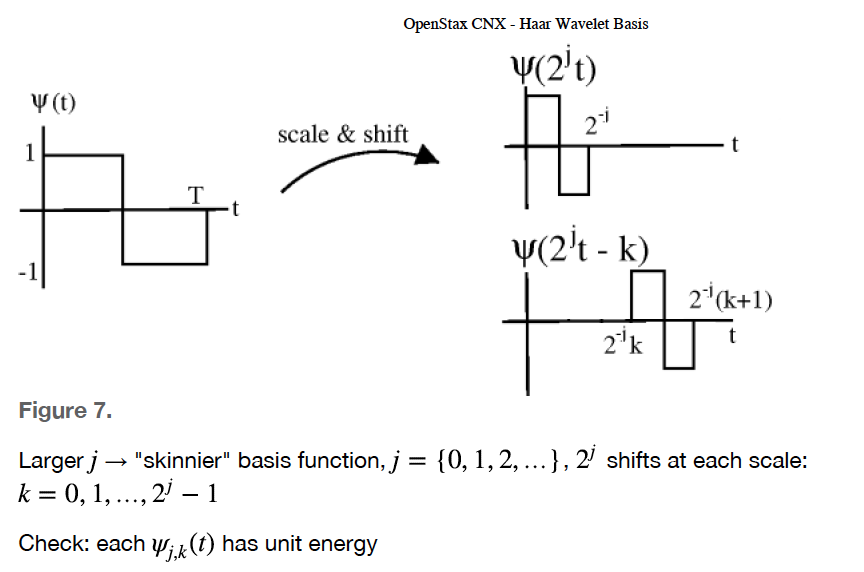 OpenStax CNX - Haar Wavelet Basis
Ψ(t)
1
T
t
-1
scale & shift
Ψ(2ʲt)
2⁻ʲ
t
Ψ(2ʲt - k)
2⁻ʲ(k+1)
2⁻ʲk
t
Figure 7.
Larger j → "skinnier" basis function, j = {0, 1, 2, …}, 2ʲ shifts at each scale:
k = 0, 1, …, 2ʲ − 1
Check: each ψⱼ,ₖ(t) has unit energy